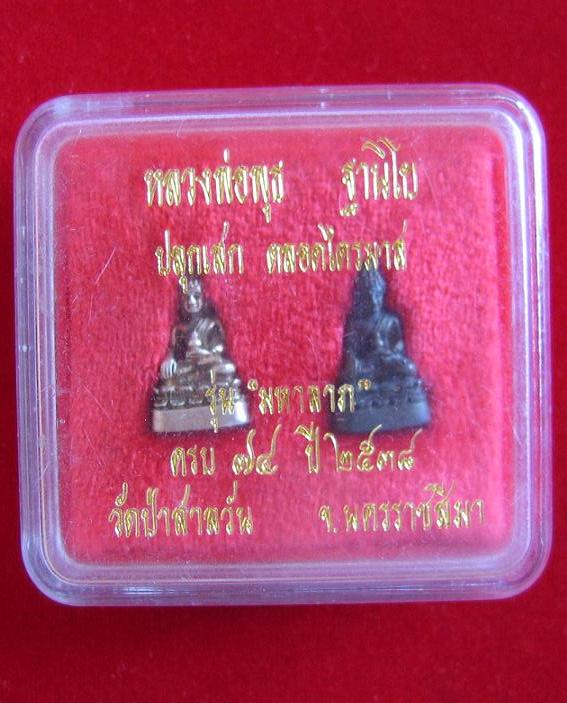 หลวงพ่อพุธ ฐานิโย
ปลุกเสก ตลอดไตรมาส
รุ่น "มหาลาภ"
ครบ ๗๔ ปี ๒๕๓๘
วัดป่าสาลวัน จ.นครราชสีมา